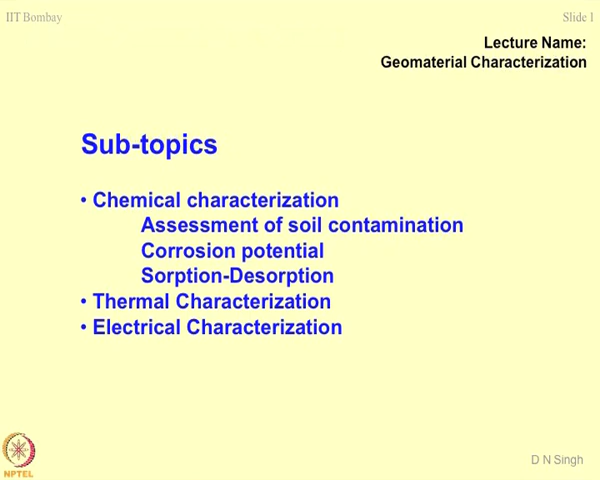 IIT Bombay
Slide 1
Lecture Name:
Geomaterial Characterization
Sub-topics
• Chemical characterization
Assessment of soil contamination
Corrosion potential
Sorption-Desorption
• Thermal Characterization
• Electrical Characterization
NPTEL
D N Singh